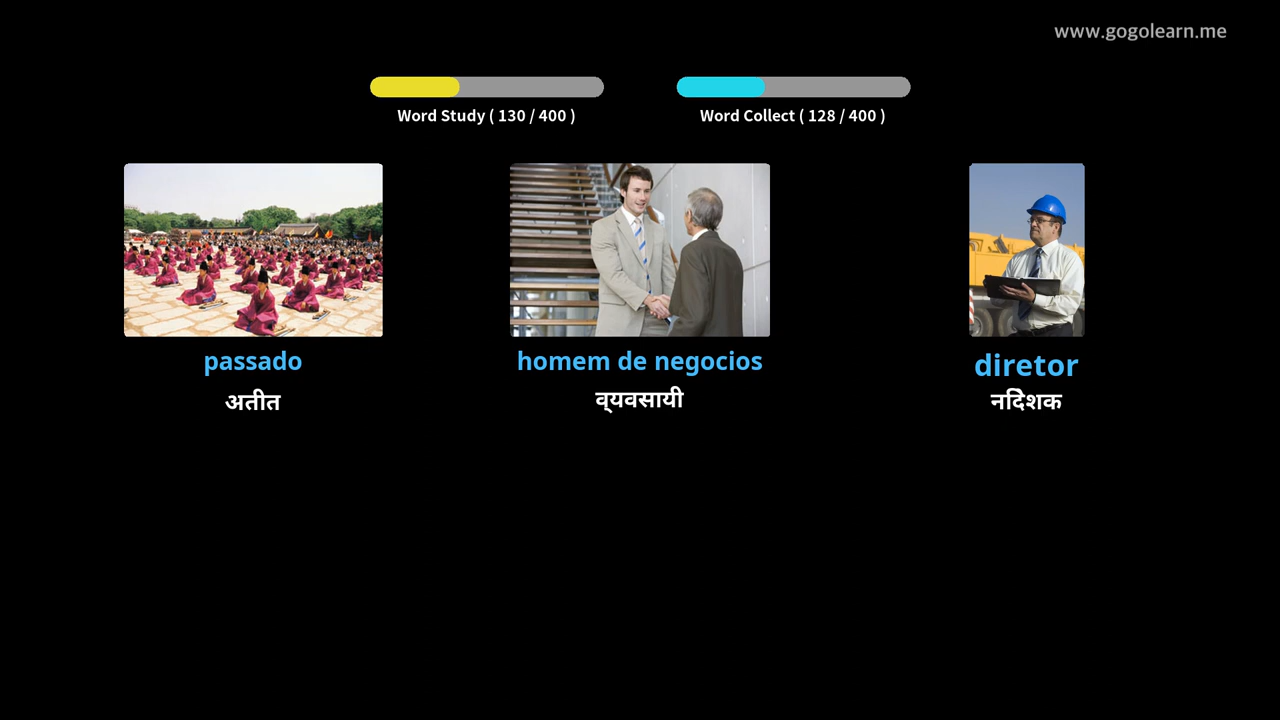 www.gogolearn.me
Word Study ( 130 / 400 )
Word Collect ( 128 / 400 )
passado
homem de negocios
diretor
अतीत
व्यवसायी
निदेशक